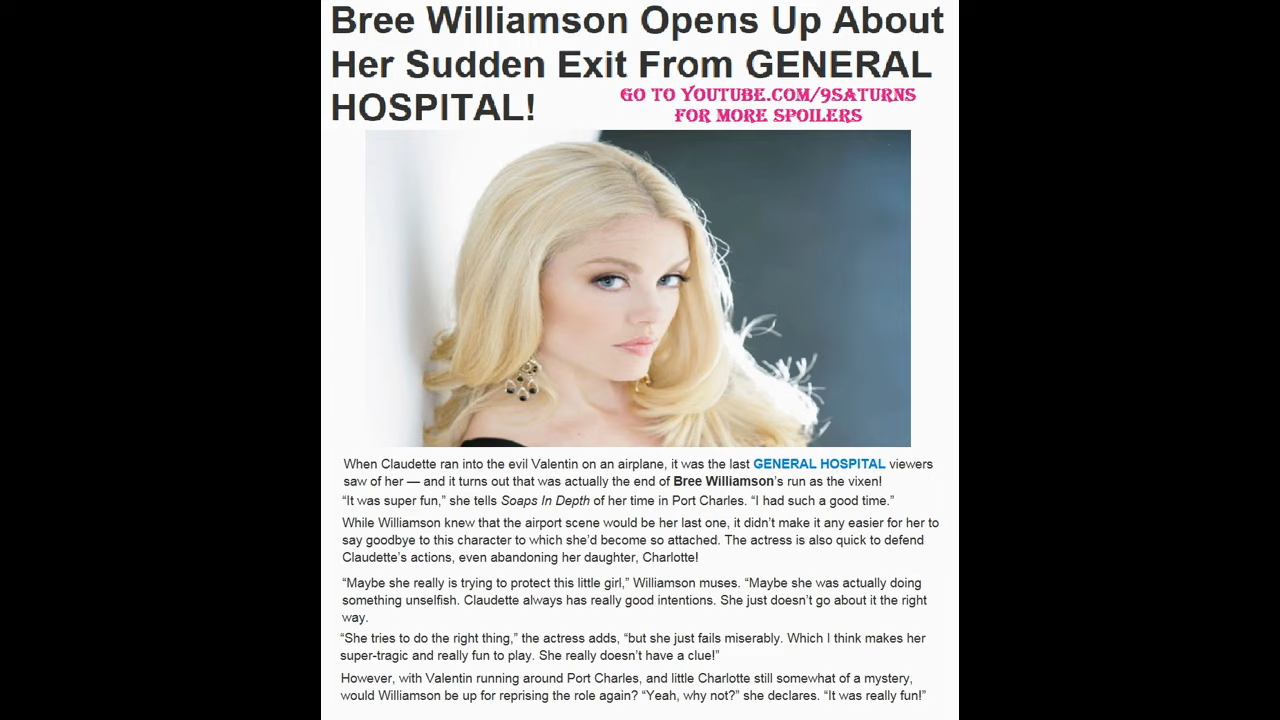 Bree Williamson Opens Up About
Her Sudden Exit From GENERAL
HOSPITAL!
GO TO YOUTUBE.COM/9SATURNS
FOR MORE SPOILERS
When Claudette ran into the evil Valentin on an airplane, it was the last GENERAL HOSPITAL viewers
saw of her — and it turns out that was actually the end of Bree Williamson’s run as the vixen!
“It was super fun,” she tells Soaps In Depth of her time in Port Charles. “I had such a good time.”
While Williamson knew that the airport scene would be her last one, it didn’t make it any easier for her to
say goodbye to this character to which she’d become so attached. The actress is also quick to defend
Claudette’s actions, even abandoning her daughter, Charlotte!
“Maybe she really is trying to protect this little girl,” Williamson muses. “Maybe she was actually doing
something unselfish. Claudette always has really good intentions. She just doesn’t go about it the right
way.
“She tries to do the right thing,” the actress adds, “but she just fails miserably. Which I think makes her
super-tragic and really fun to play. She really doesn’t have a clue!”
However, with Valentin running around Port Charles, and little Charlotte still somewhat of a mystery,
would Williamson be up for reprising the role again? “Yeah, why not?” she declares. “It was really fun!”